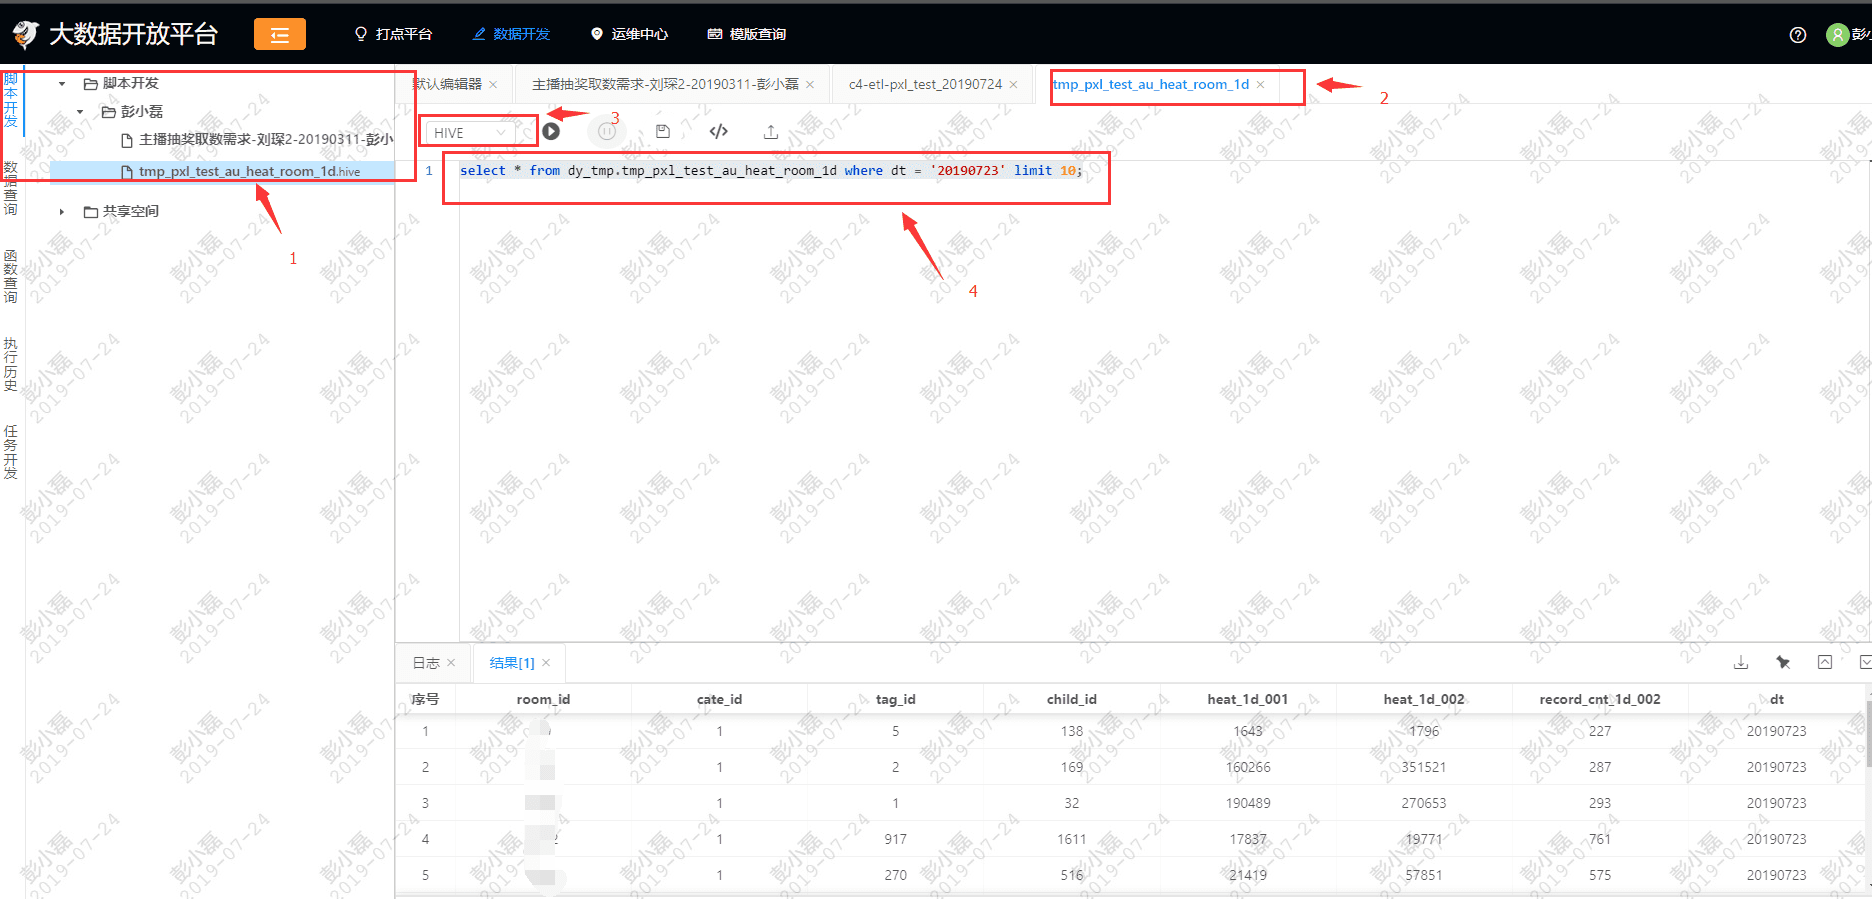 大数据开放平台
打点平台
数据开发
运维中心
模版查询
彭小
脚本开发
数据查询
函数查询
执行历史
任务开发
脚本开发
彭小磊
主播抽奖取数需求-刘琛2-20190311-彭小
tmp_pxl_test_au_heat_room_1d.hive
共享空间
1
默认编辑器 ×
主播抽奖取数需求-刘琛2-20190311-彭小磊 ×
c4-etl-pxl_test_20190724 ×
tmp_pxl_test_au_heat_room_1d ×
2
HIVE
3
1 select * from dy_tmp.tmp_pxl_test_au_heat_room_1d where dt = '20190723' limit 10;
4
日志 ×
结果[1] ×
序号 room_id cate_id tag_id child_id heat_1d_001 heat_1d_002 record_cnt_1d_002 dt
1 1 5 138 1643 1796 227 20190723
2 1 2 169 160266 351521 287 20190723
3 1 1 32 190489 270653 293 20190723
4 1 917 1611 17837 19771 761 20190723
5 1 270 516 21419 57851 575 20190723
彭小磊
2019-07-24